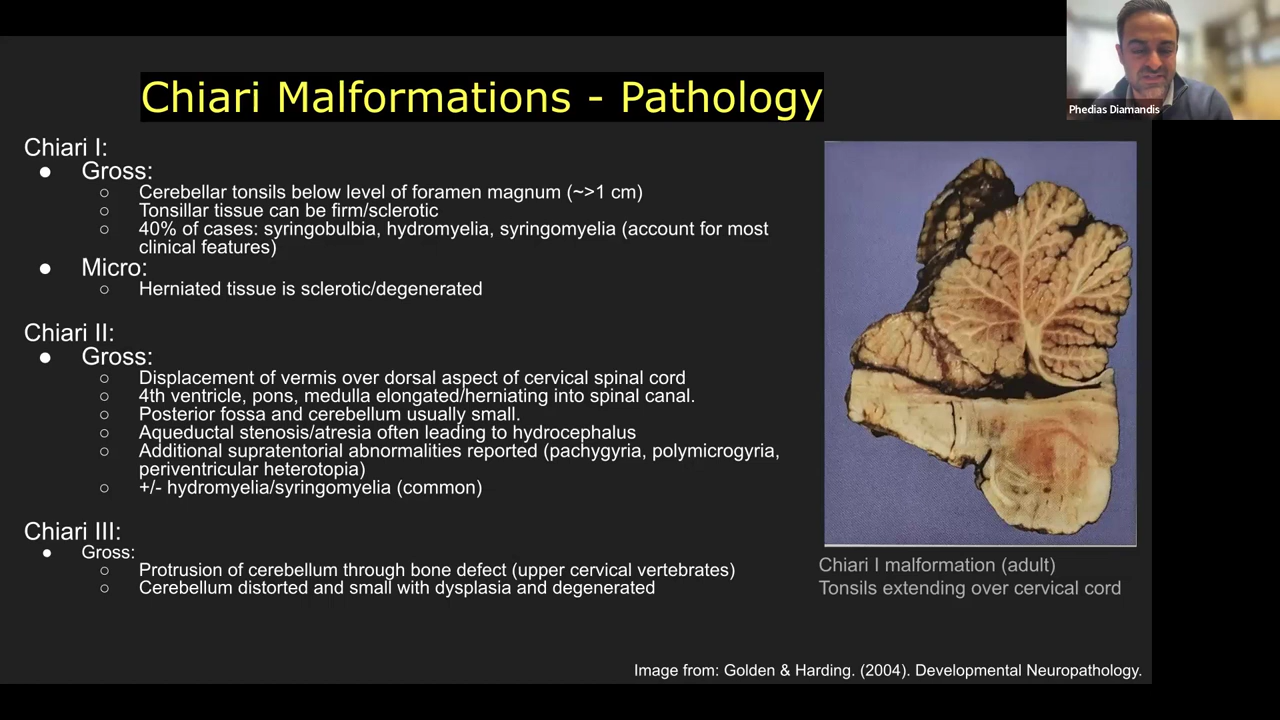 Chiari Malformations - Pathology
Phedias Diamandis
Chiari I:
● Gross:
○ Cerebellar tonsils below level of foramen magnum (~>1 cm)
○ Tonsillar tissue can be firm/sclerotic
○ 40% of cases: syringobulbia, hydromyelia, syringomyelia (account for most
clinical features)
● Micro:
○ Herniated tissue is sclerotic/degenerated
Chiari II:
● Gross:
○ Displacement of vermis over dorsal aspect of cervical spinal cord
○ 4th ventricle, pons, medulla elongated/herniating into spinal canal.
○ Posterior fossa and cerebellum usually small.
○ Aqueductal stenosis/atresia often leading to hydrocephalus
○ Additional supratentorial abnormalities reported (pachygyria, polymicrogyria,
periventricular heterotopia)
○ +/- hydromyelia/syringomyelia (common)
Chiari III:
● Gross:
○ Protrusion of cerebellum through bone defect (upper cervical vertebrates)
○ Cerebellum distorted and small with dysplasia and degenerated
Chiari I malformation (adult)
Tonsils extending over cervical cord
Image from: Golden & Harding. (2004). Developmental Neuropathology.